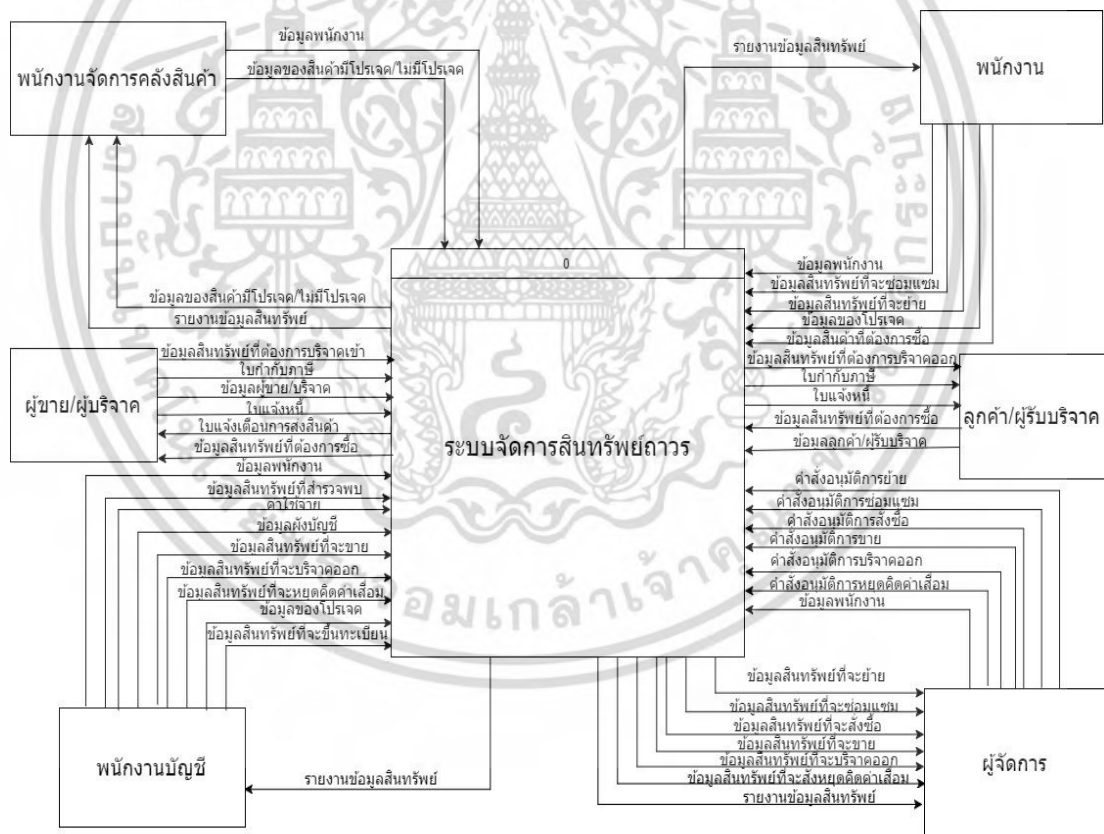 พนักงานจัดการคลังสินค้า
ข้อมูลพนักงาน
ข้อมูลของสินค้ามีโปรเจค/ไม่มีโปรเจค
รายงานข้อมูลสินทรัพย์
พนักงาน
0
ระบบจัดการสินทรัพย์ถาวร
ข้อมูลพนักงาน
ข้อมูลสินทรัพย์ที่จะซ่อมแซม
ข้อมูลสินทรัพย์ที่จะย้าย
ข้อมูลของโปรเจค
ข้อมูลสินค้าที่ต้องการซื้อ
ข้อมูลของสินค้ามีโปรเจค/ไม่มีโปรเจค
รายงานข้อมูลสินทรัพย์
ผู้ขาย/ผู้บริจาค
ข้อมูลสินทรัพย์ที่ต้องการบริจาคเข้า
ใบกำกับภาษี
ข้อมูลผู้ขาย/บริจาค
ใบแจ้งหนี้
ใบแจ้งเตือนการส่งสินค้า
ข้อมูลสินทรัพย์ที่ต้องการซื้อ
ข้อมูลสินทรัพย์ที่ต้องการบริจาคออก
ใบกำกับภาษี
ใบแจ้งหนี้
ข้อมูลสินทรัพย์ที่ต้องการซื้อ
ข้อมูลลูกค้า/ผู้รับบริจาค
ลูกค้า/ผู้รับบริจาค
ข้อมูลพนักงาน
ข้อมูลสินทรัพย์ที่สำรวจพบ
ค่าใช้จ่าย
ข้อมูลผังบัญชี
ข้อมูลสินทรัพย์ที่จะขาย
ข้อมูลสินทรัพย์ที่จะบริจาคออก
ข้อมูลสินทรัพย์ที่จะหยุดคิดค่าเสื่อม
ข้อมูลของโปรเจค
ข้อมูลสินทรัพย์ที่จะขึ้นทะเบียน
คำสั่งอนุมัติการย้าย
คำสั่งอนุมัติการซ่อมแซม
คำสั่งอนุมัติการสั่งซื้อ
คำสั่งอนุมัติการขาย
คำสั่งอนุมัติการบริจาคออก
คำสั่งอนุมัติการหยุดคิดค่าเสื่อม
ข้อมูลพนักงาน
พนักงานบัญชี
รายงานข้อมูลสินทรัพย์
ข้อมูลสินทรัพย์ที่จะย้าย
ข้อมูลสินทรัพย์ที่จะซ่อมแซม
ข้อมูลสินทรัพย์ที่จะสั่งซื้อ
ข้อมูลสินทรัพย์ที่จะขาย
ข้อมูลสินทรัพย์ที่จะบริจาคออก
ข้อมูลสินทรัพย์ที่จะสั่งหยุดคิดค่าเสื่อม
รายงานข้อมูลสินทรัพย์
ผู้จัดการ